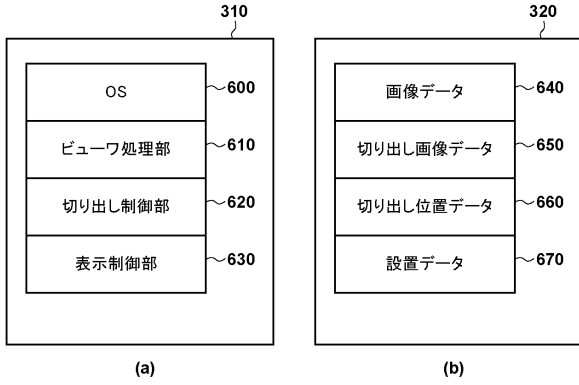 310
OS
600
ビューワ処理部
610
切り出し制御部
620
表示制御部
630
(a)
320
画像データ
640
切り出し画像データ
650
切り出し位置データ
660
設置データ
670
(b)